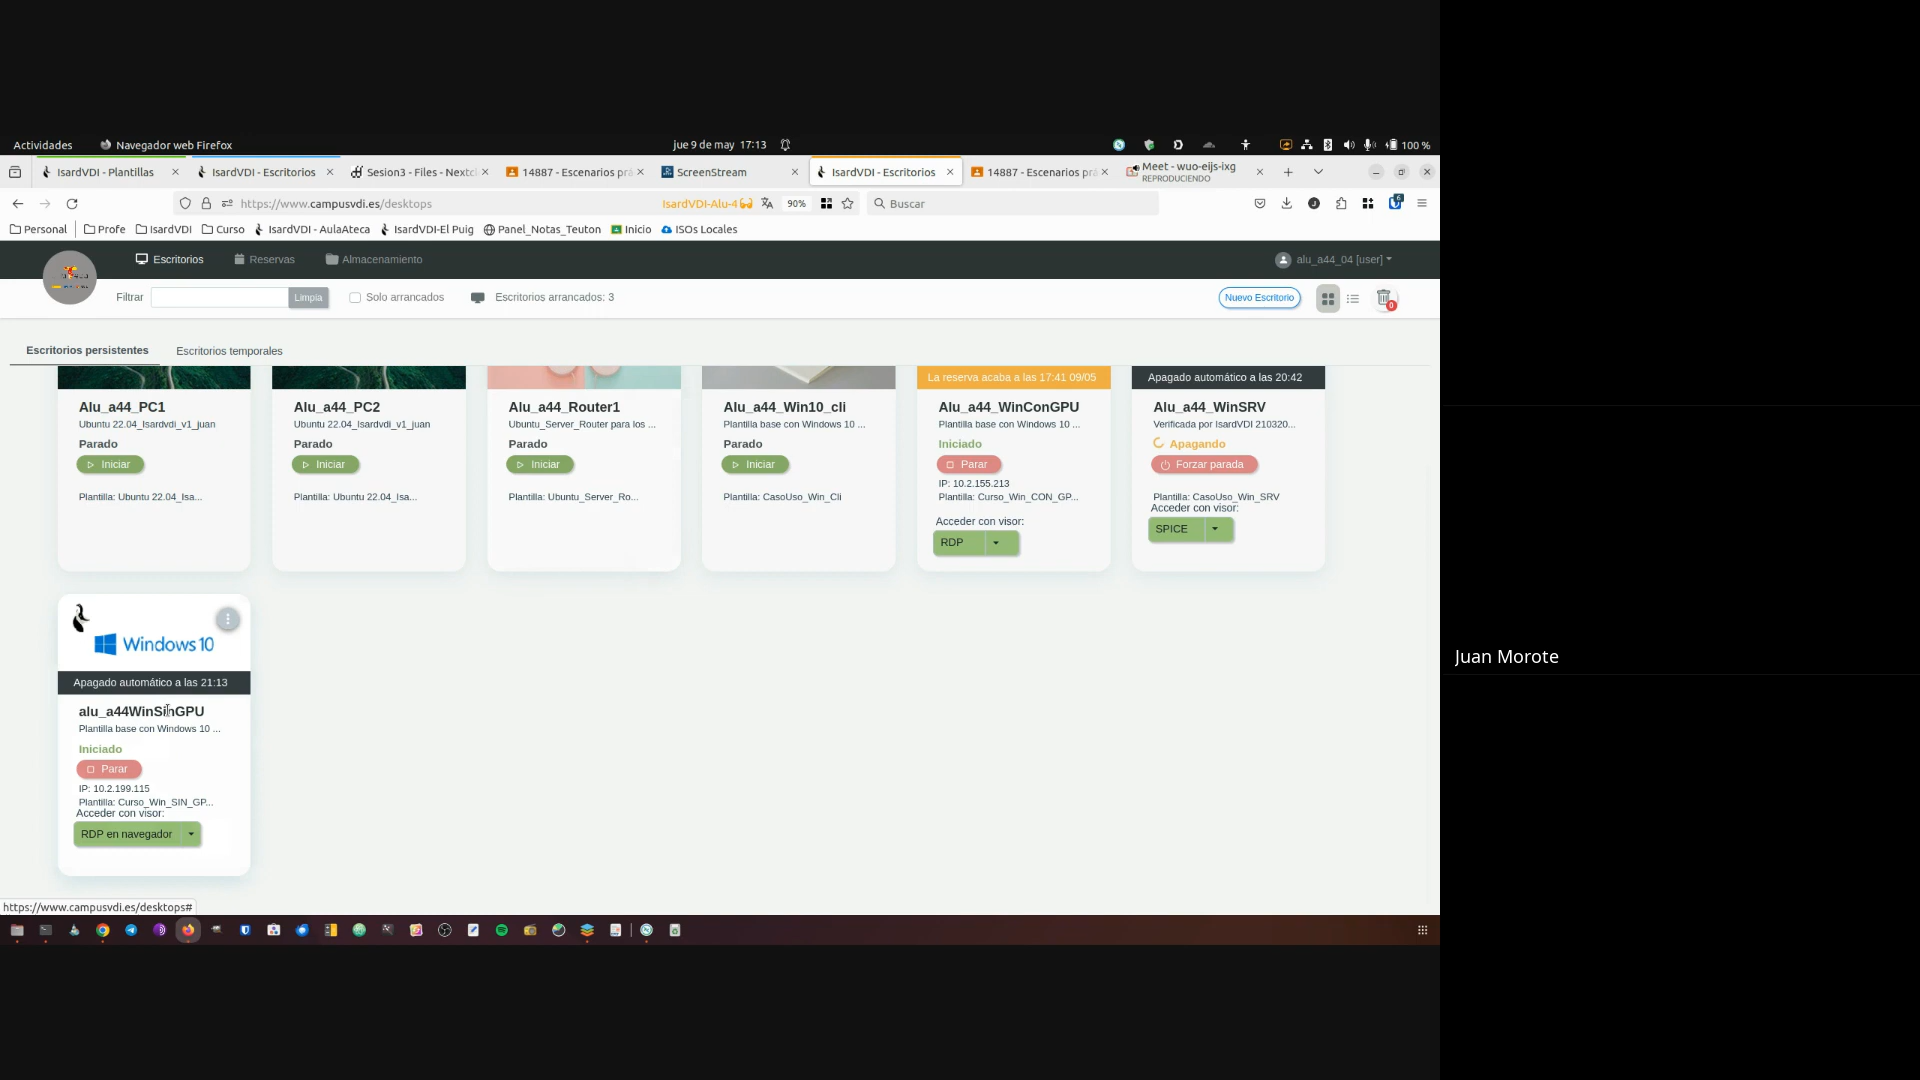 Actividades
Navegador web Firefox
jue 9 de may 17:13
100 %
IsardVDI - Plantillas
IsardVDI - Escritorios
Sesion3 - Files - Nextcl
14887 - Escenarios prá
ScreenStream
IsardVDI - Escritorios
14887 - Escenarios prá
Meet - wuo-eijs-ixg
REPRODUCIENDO
https://www.campusvdi.es/desktops
IsardVDI-Alu-4
90%
Buscar
Personal
Profe
IsardVDI
Curso
IsardVDI - AulaAteca
IsardVDI-El Puig
Panel_Notas_Teuton
Inicio
ISOs Locales
Escritorios
Reservas
Almacenamiento
alu_a44_04 [user]
Filtrar
Limpia
Solo arrancados
Escritorios arrancados: 3
Nuevo Escritorio
0
Escritorios persistentes
Escritorios temporales
Alu_a44_PC1
Ubuntu 22.04_Isardvdi_v1_juan
Parado
Iniciar
Plantilla: Ubuntu 22.04_Isa...
Alu_a44_PC2
Ubuntu 22.04_Isardvdi_v1_juan
Parado
Iniciar
Plantilla: Ubuntu 22.04_Isa...
Alu_a44_Router1
Ubuntu_Server_Router para los ...
Parado
Iniciar
Plantilla: Ubuntu_Server_Ro...
Alu_a44_Win10_cli
Plantilla base con Windows 10 ...
Parado
Iniciar
Plantilla: CasoUso_Win_Cli
La reserva acaba a las 17:41 09/05
Alu_a44_WinConGPU
Plantilla base con Windows 10 ...
Iniciado
Parar
IP: 10.2.155.213
Plantilla: Curso_Win_CON_GP...
Acceder con visor:
RDP
Apagado automático a las 20:42
Alu_a44_WinSRV
Verificada por IsardVDI 210320...
Apagando
Forzar parada
Plantilla: CasoUso_Win_SRV
Acceder con visor:
SPICE
Windows 10
Apagado automático a las 21:13
alu_a44WinSinGPU
Plantilla base con Windows 10 ...
Iniciado
Parar
IP: 10.2.199.115
Plantilla: Curso_Win_SIN_GP...
Acceder con visor:
RDP en navegador
https://www.campusvdi.es/desktops#
Juan Morote